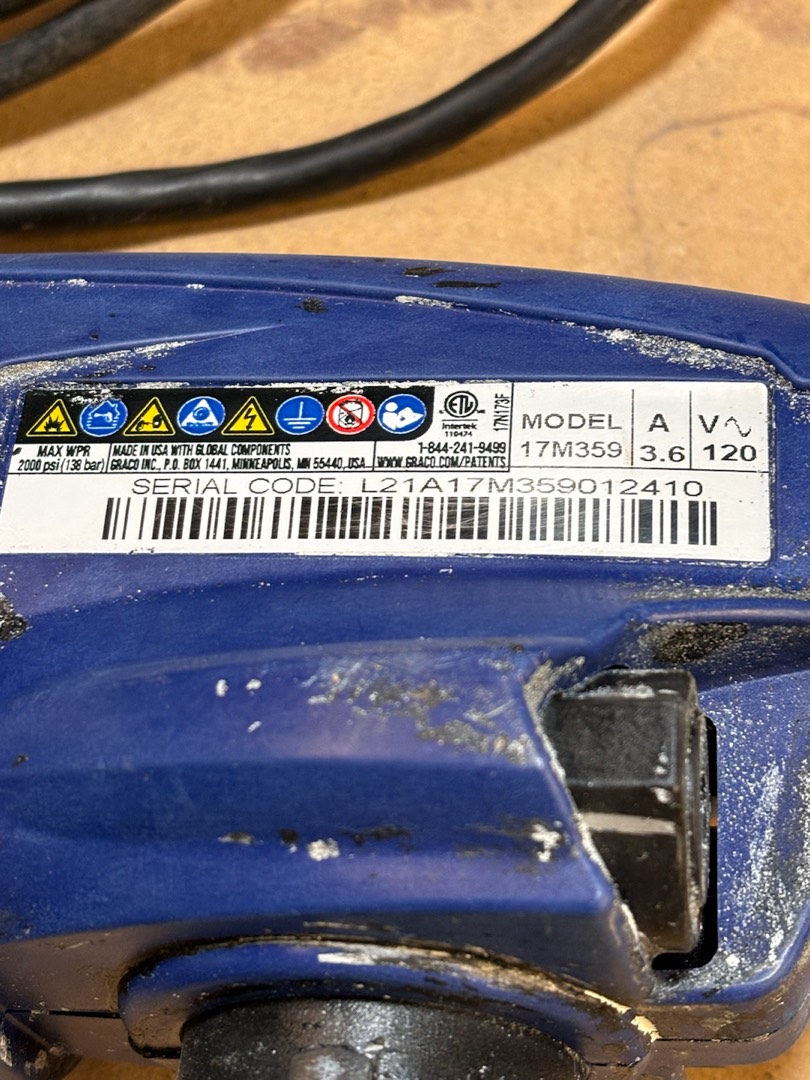 ETL
Intertek
110474
17N173F
MODEL
17M359
A
3.6
V
120
MAX WPR
2000 psi (138 bar)
MADE IN USA WITH GLOBAL COMPONENTS
GRACO INC., P.O. BOX 1441, MINNEAPOLIS, MN 55440, USA
1-844-241-9499
WWW.GRACO.COM/PATENTS
SERIAL CODE: L21A17M359012410